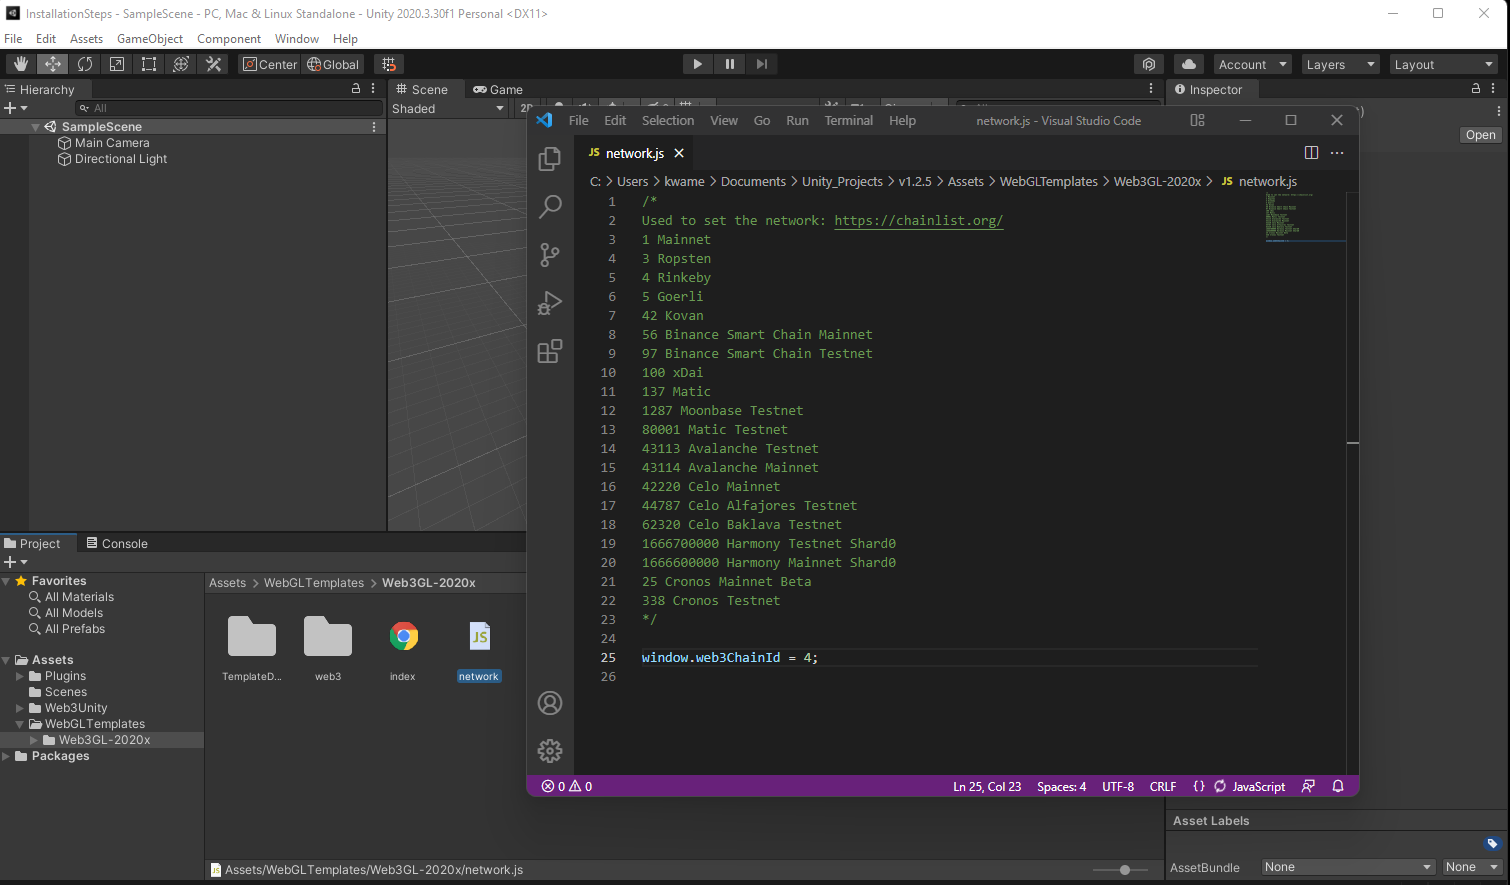 InstallationSteps - SampleScene - PC, Mac & Linux Standalone - Unity 2020.3.30f1 Personal <DX11>
File Edit Assets GameObject Component Window Help
Center Global Account Layers Layout
Hierarchy
All
SampleScene
Main Camera
Directional Light
Scene Game
Shaded
Inspector
Open
File Edit Selection View Go Run Terminal Help network.js - Visual Studio Code
JS network.js
C: > Users > kwame > Documents > Unity_Projects > v1.2.5 > Assets > WebGLTemplates > Web3GL-2020x > JS network.js
1 /*
2 Used to set the network: https://chainlist.org/
3 1 Mainnet
4 3 Ropsten
5 4 Rinkeby
6 5 Goerli
7 42 Kovan
8 56 Binance Smart Chain Mainnet
9 97 Binance Smart Chain Testnet
10 100 xDai
11 137 Matic
12 1287 Moonbase Testnet
13 80001 Matic Testnet
14 43113 Avalanche Testnet
15 43114 Avalanche Mainnet
16 42220 Celo Mainnet
17 44787 Celo Alfajores Testnet
18 62320 Celo Baklava Testnet
19 1666700000 Harmony Testnet Shard0
20 1666600000 Harmony Mainnet Shard0
21 25 Cronos Mainnet Beta
22 338 Cronos Testnet
23 */
24
25 window.web3ChainId = 4;
26
0 0 Ln 25, Col 23 Spaces: 4 UTF-8 CRLF {} JavaScript
Project Console
Favorites
All Materials
All Models
All Prefabs
Assets
Plugins
Scenes
Web3Unity
WebGLTemplates
Web3GL-2020x
Packages
Assets > WebGLTemplates > Web3GL-2020x
TemplateD... web3 index JS network
JS Assets/WebGLTemplates/Web3GL-2020x/network.js
Asset Labels
AssetBundle None None